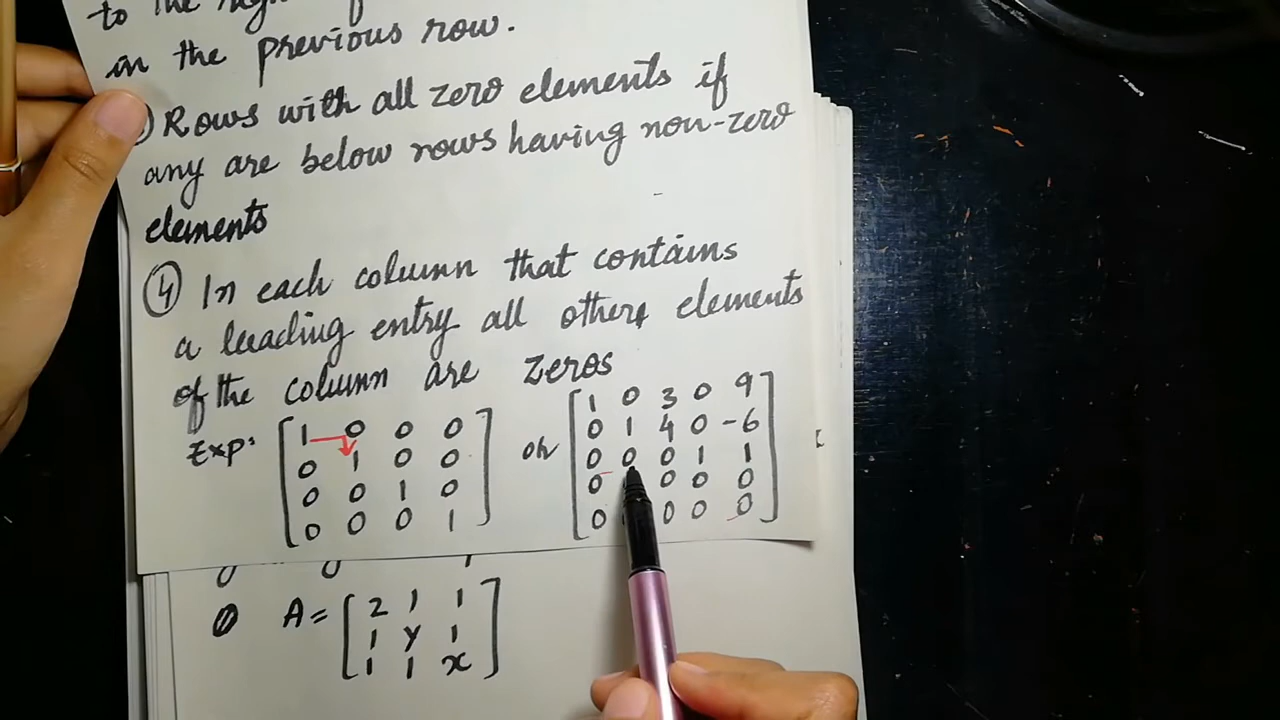 to the
in the previous row.
Rows with all zero elements if
any are below rows having non-zero
elements
④ In each column that contains
a leading entry all other elements
of the column are zeros
Exp: [1 0 0 0 or [1 0 3 0 9
0 1 0 0 0 1 4 0 -6
0 0 1 0 0 0 0 1 1
0 0 0 1] 0 0 0 0
0 0 0 0]
A = [2 1 1
1 y 1
1 1 x]